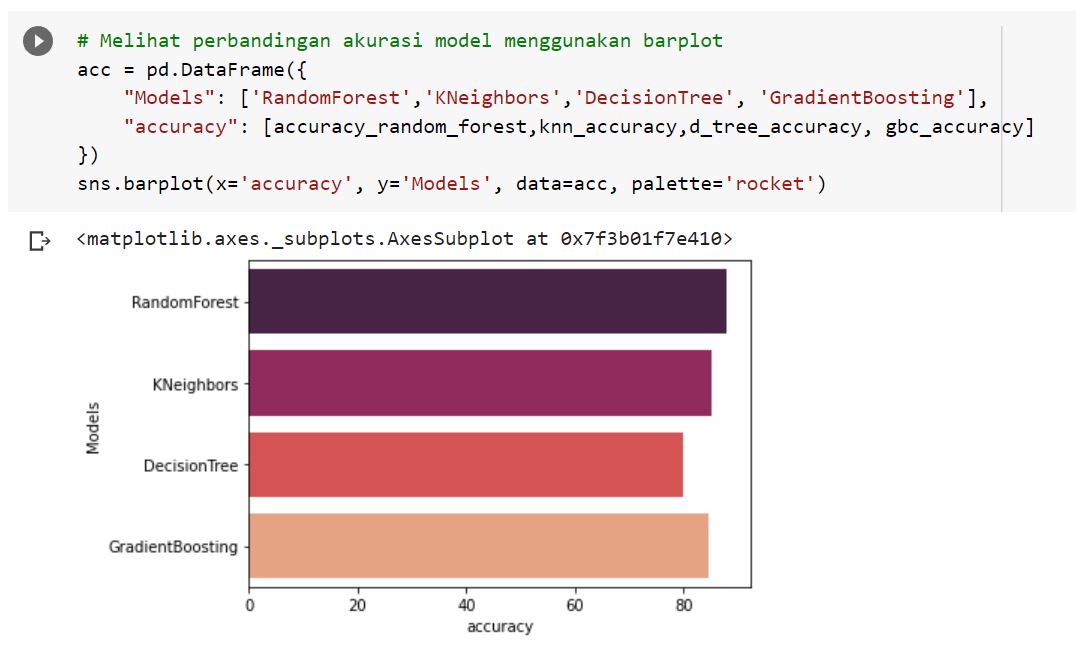 # Melihat perbandingan akurasi model menggunakan barplot
acc = pd.DataFrame({
    "Models": ['RandomForest','KNeighbors','DecisionTree', 'GradientBoosting'],
    "accuracy": [accuracy_random_forest,knn_accuracy,d_tree_accuracy, gbc_accuracy]
})
sns.barplot(x='accuracy', y='Models', data=acc, palette='rocket')
<matplotlib.axes._subplots.AxesSubplot at 0x7f3b01f7e410>
Models
RandomForest
KNeighbors
DecisionTree
GradientBoosting
0 20 40 60 80
accuracy